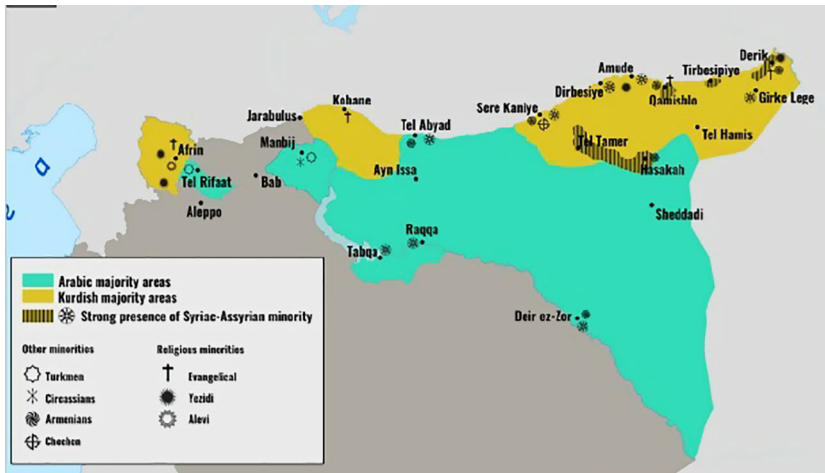 Derik
Amude
Tirbesipiye
Dirbesiye
Qamishlo
Girke Lege
Kobane
Sere Kaniye
Jarabulus
Tel Abyad
Tel Hamis
Manbij
Tel Tamer
Afrin
Hasakah
Ayn Issa
Tel Rifaat
Bab
Aleppo
Sheddadi
Raqqa
Tabqa
Deir ez-Zor
Arabic majority areas
Kurdish majority areas
Strong presence of Syriac-Assyrian minority
Other minorities
Turkmen
Circassians
Armenians
Chechen
Religious minorities
Evangelical
Yezidi
Alevi